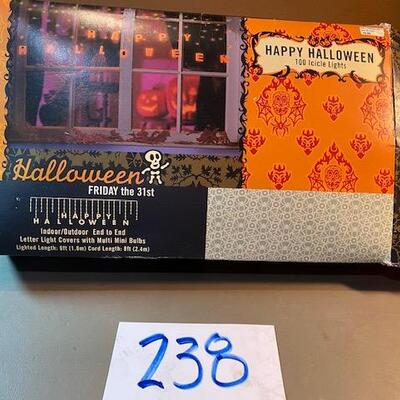 HAPPY
HALLOWEEN
HAPPY HALLOWEEN
100 Icicle Lights
Halloween
FRIDAY the 31st
HAPPY
HALLOWEEN
Indoor/Outdoor End to End
Letter Light Covers with Multi Mini Bulbs
Lighted Length: 6ft (1.8m) Cord Length: 8ft (2.4m)
238